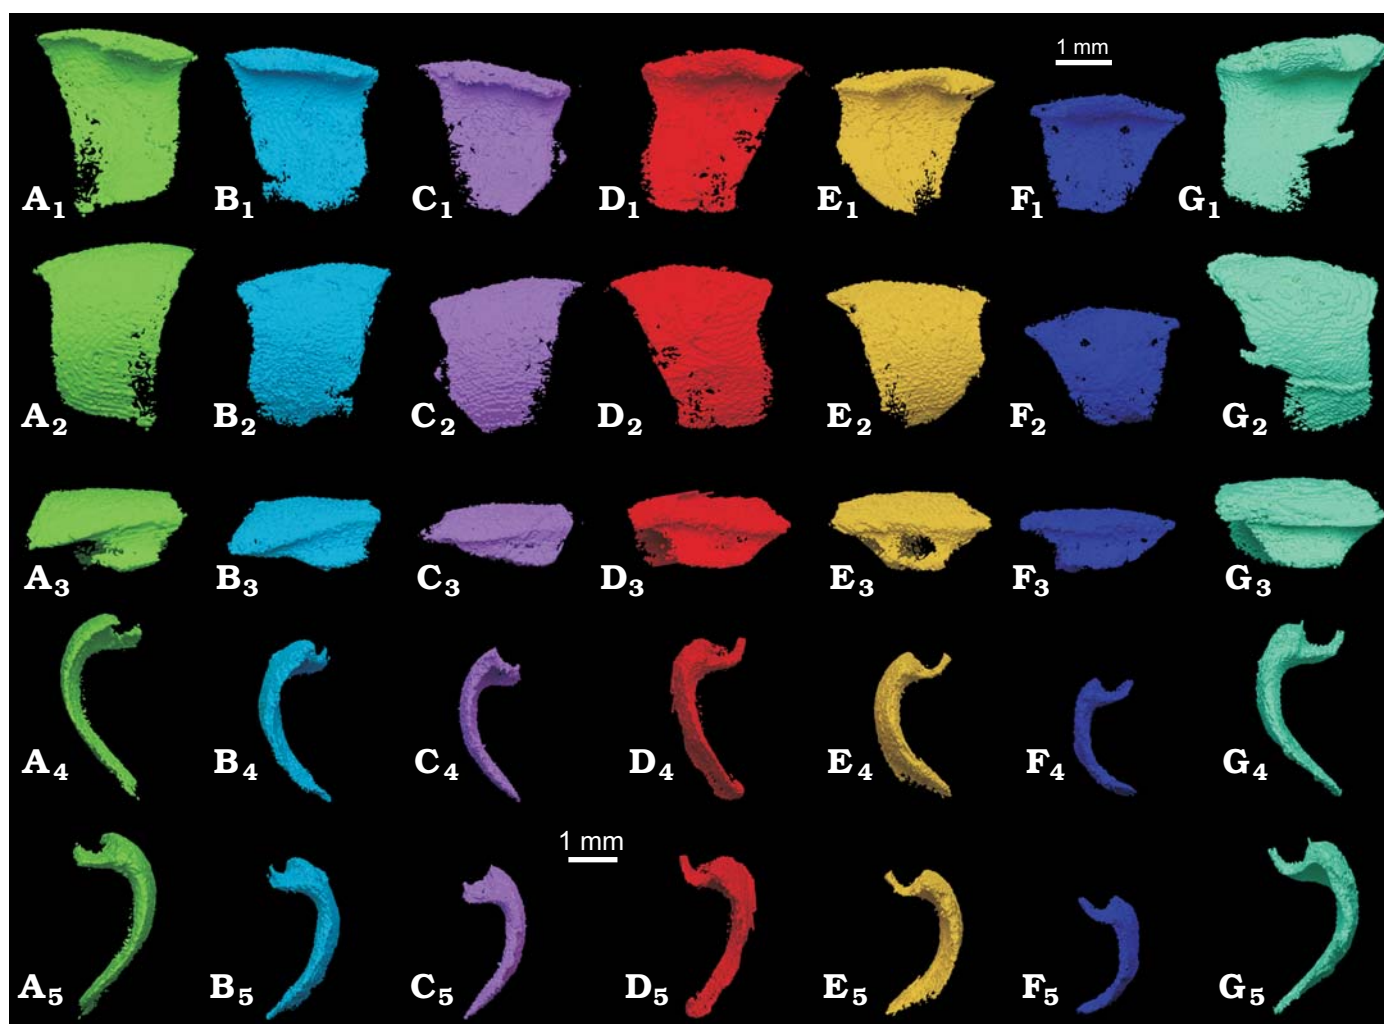 1 mm
A1 B1 C1 D1 E1 F1 G1
A2 B2 C2 D2 E2 F2 G2
A3 B3 C3 D3 E3 F3 G3
A4 B4 C4 D4 E4 F4 G4
1 mm
A5 B5 C5 D5 E5 F5 G5